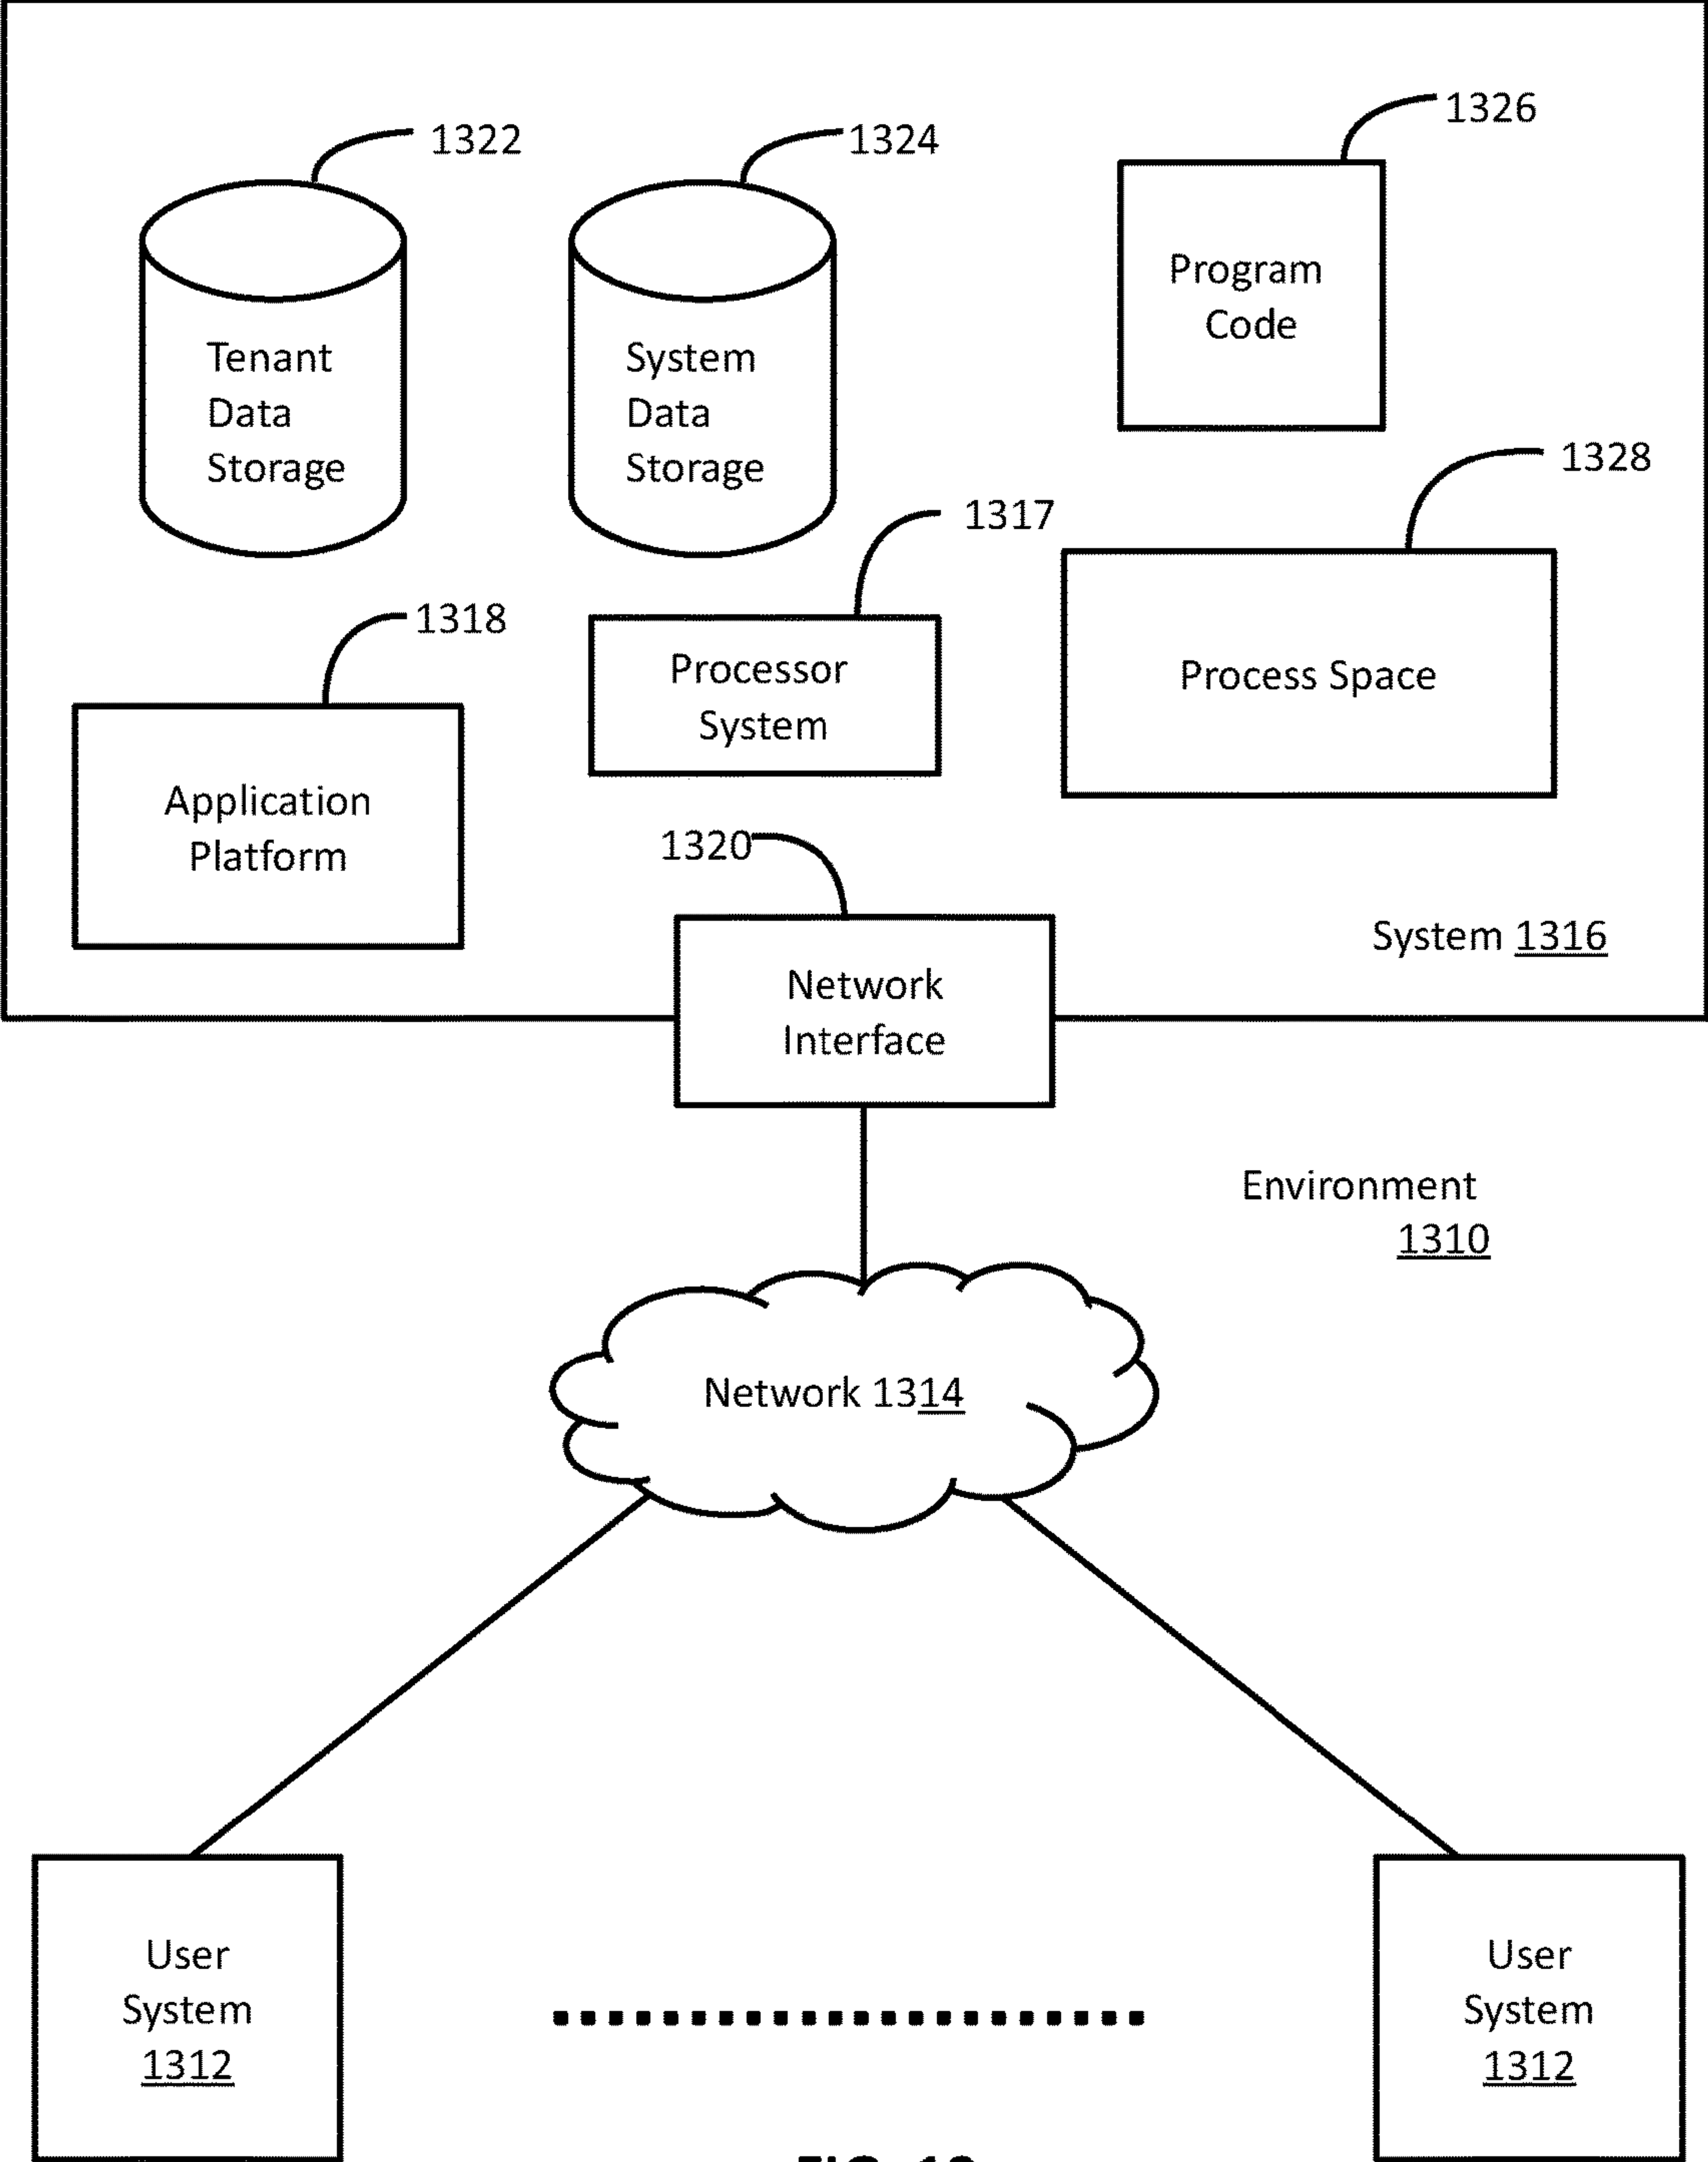 1322
1324
1326
Tenant
Data
Storage
System
Data
Storage
Program
Code
1328
1317
1318
Processor
System
Process Space
Application
Platform
1320
System 1316
Network
Interface
Environment
1310
Network 1314
User
System
1312
User
System
1312